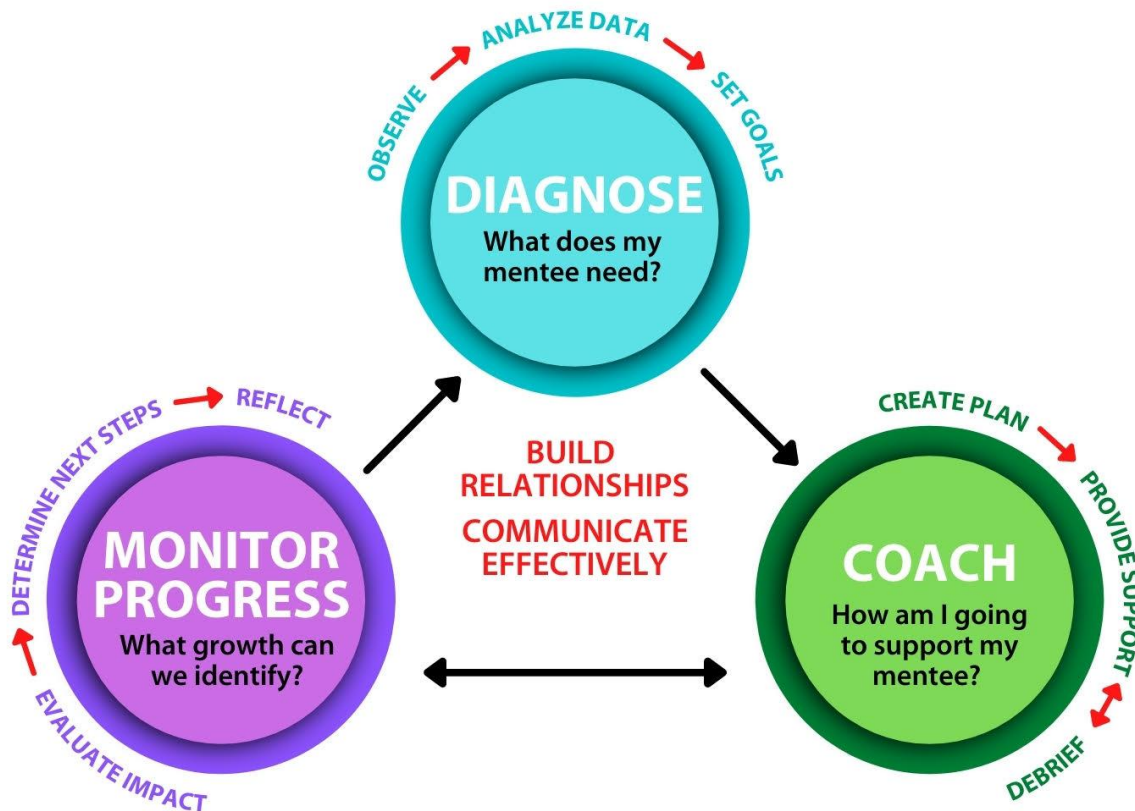 OBSERVE
ANALYZE DATA
SET GOALS
DIAGNOSE
What does my
mentee need?
BUILD
RELATIONSHIPS
COMMUNICATE
EFFECTIVELY
CREATE PLAN
PROVIDE SUPPORT
DEBRIEF
COACH
How am I going
to support my
mentee?
EVALUATE IMPACT
DETERMINE NEXT STEPS
REFLECT
MONITOR
PROGRESS
What growth can
we identify?